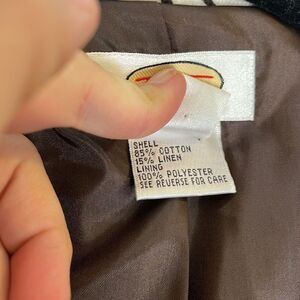 SHELL
85% COTTON
15% LINEN
LINING
100% POLYESTER
SEE REVERSE FOR CARE